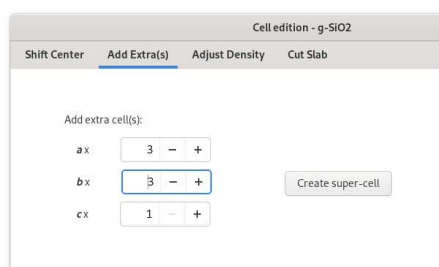 Cell edition - g-SiO2
Shift Center Add Extra(s) Adjust Density Cut Slab
Add extra cell(s):
a x 3 − +
b x 3 − + Create super-cell
c x 1 − +